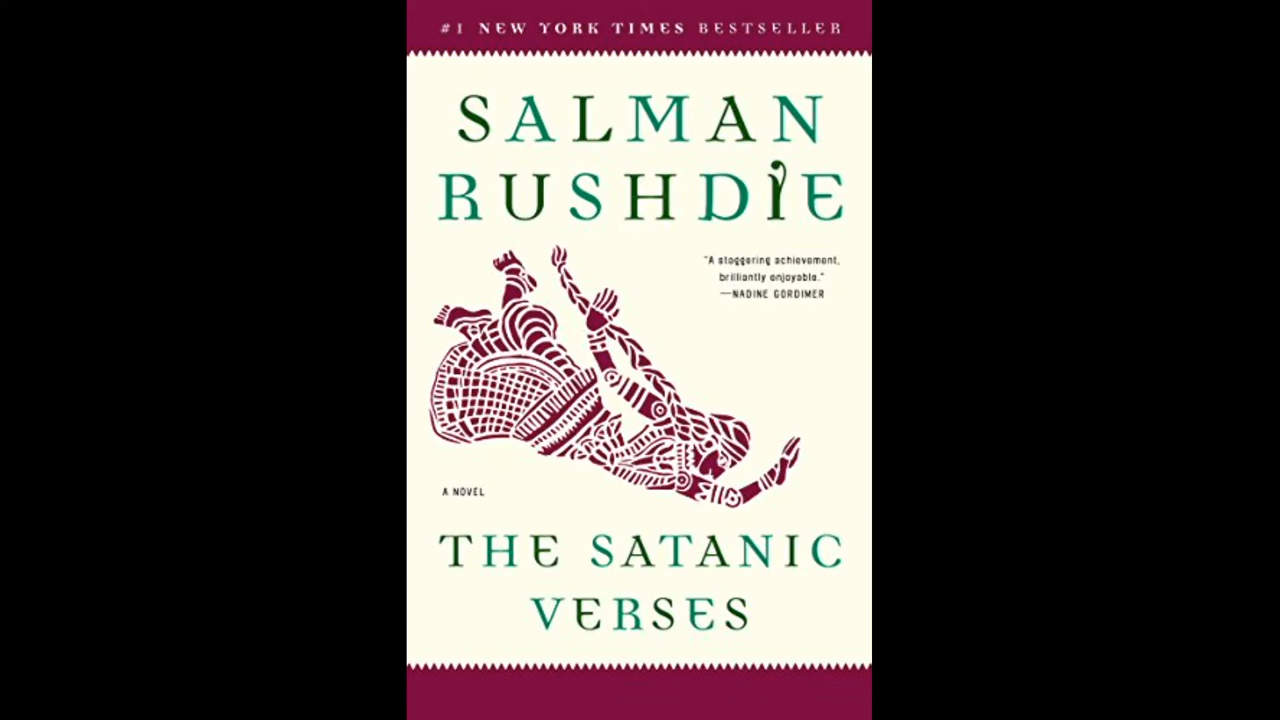 #1 NEW YORK TIMES BESTSELLER
SALMAN
RUSHDIE
"A staggering achievement,
brilliantly enjoyable."
—NADINE GORDIMER
A NOVEL
THE SATANIC
VERSES